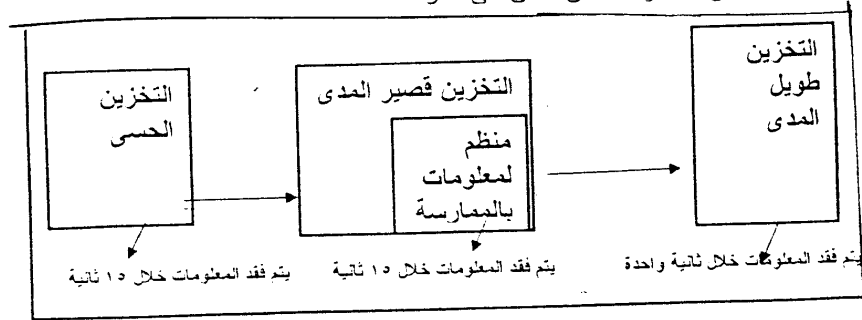 التخزين
الحسى
التخزين قصير المدى
منظم
لمعلومات
بالممارسة
التخزين
طويل
المدى
يتم فقد المعلومات خلال ١٥ ثانية
يتم فقد المعلومات خلال ١٥ ثانية
يتم فقد المعلومات خلال ثانية واحدة